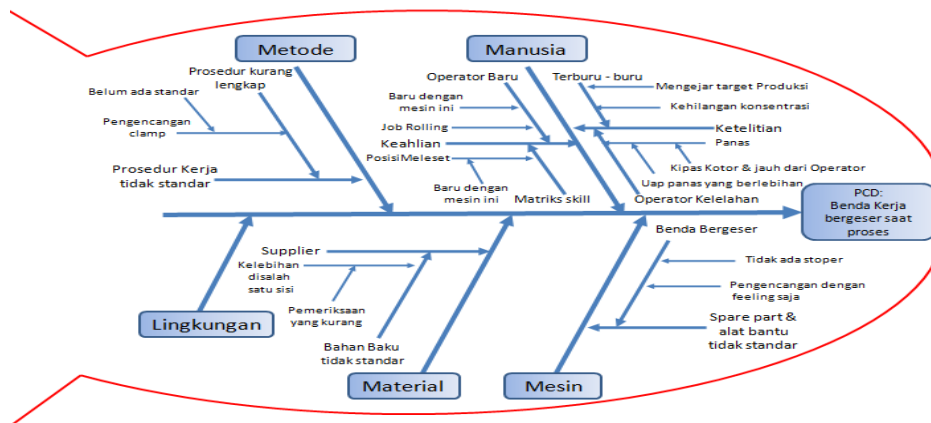 Metode
Manusia
Prosedur kurang
lengkap
Belum ada standar
Pengencangan
clamp
Prosedur Kerja
tidak standar
Operator Baru
Baru dengan
mesin ini
Job Rolling
Keahlian
PosisiMeleset
Baru dengan
mesin ini
Matriks skill
Terburu - buru
Mengejar target Produksi
Kehilangan konsentrasi
Ketelitian
Panas
Kipas Kotor & jauh dari Operator
Uap panas yang berlebihan
Operator Kelelahan
PCD:
Benda Kerja
bergeser saat
proses
Supplier
Kelebihan
disalah
satu sisi
Pemeriksaan
yang kurang
Bahan Baku
tidak standar
Benda Bergeser
Tidak ada stoper
Pengencangan dengan
feeling saja
Spare part &
alat bantu
tidak standar
Lingkungan
Material
Mesin